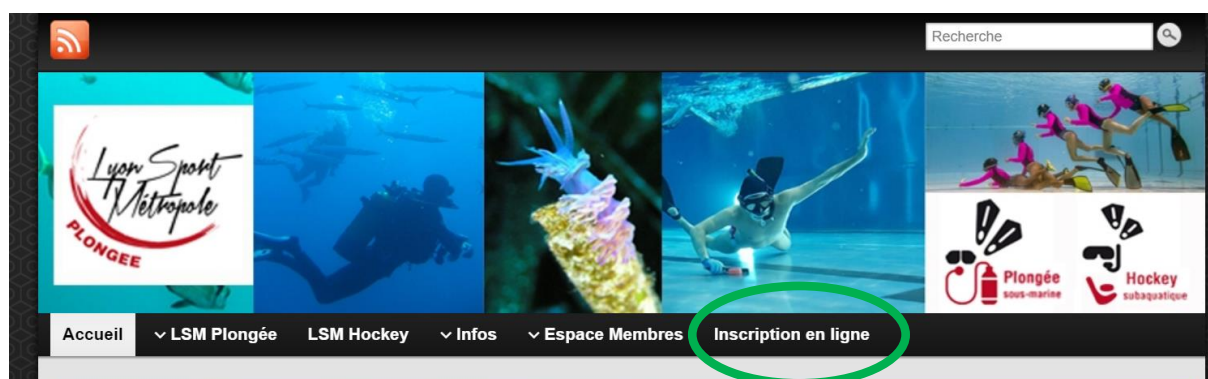 Recherche
Lyon Sport
Métropole
PLONGEE
Plongée
sous-marine
Hockey
subaquatique
Accueil
LSM Plongée
LSM Hockey
Infos
Espace Membres
Inscription en ligne